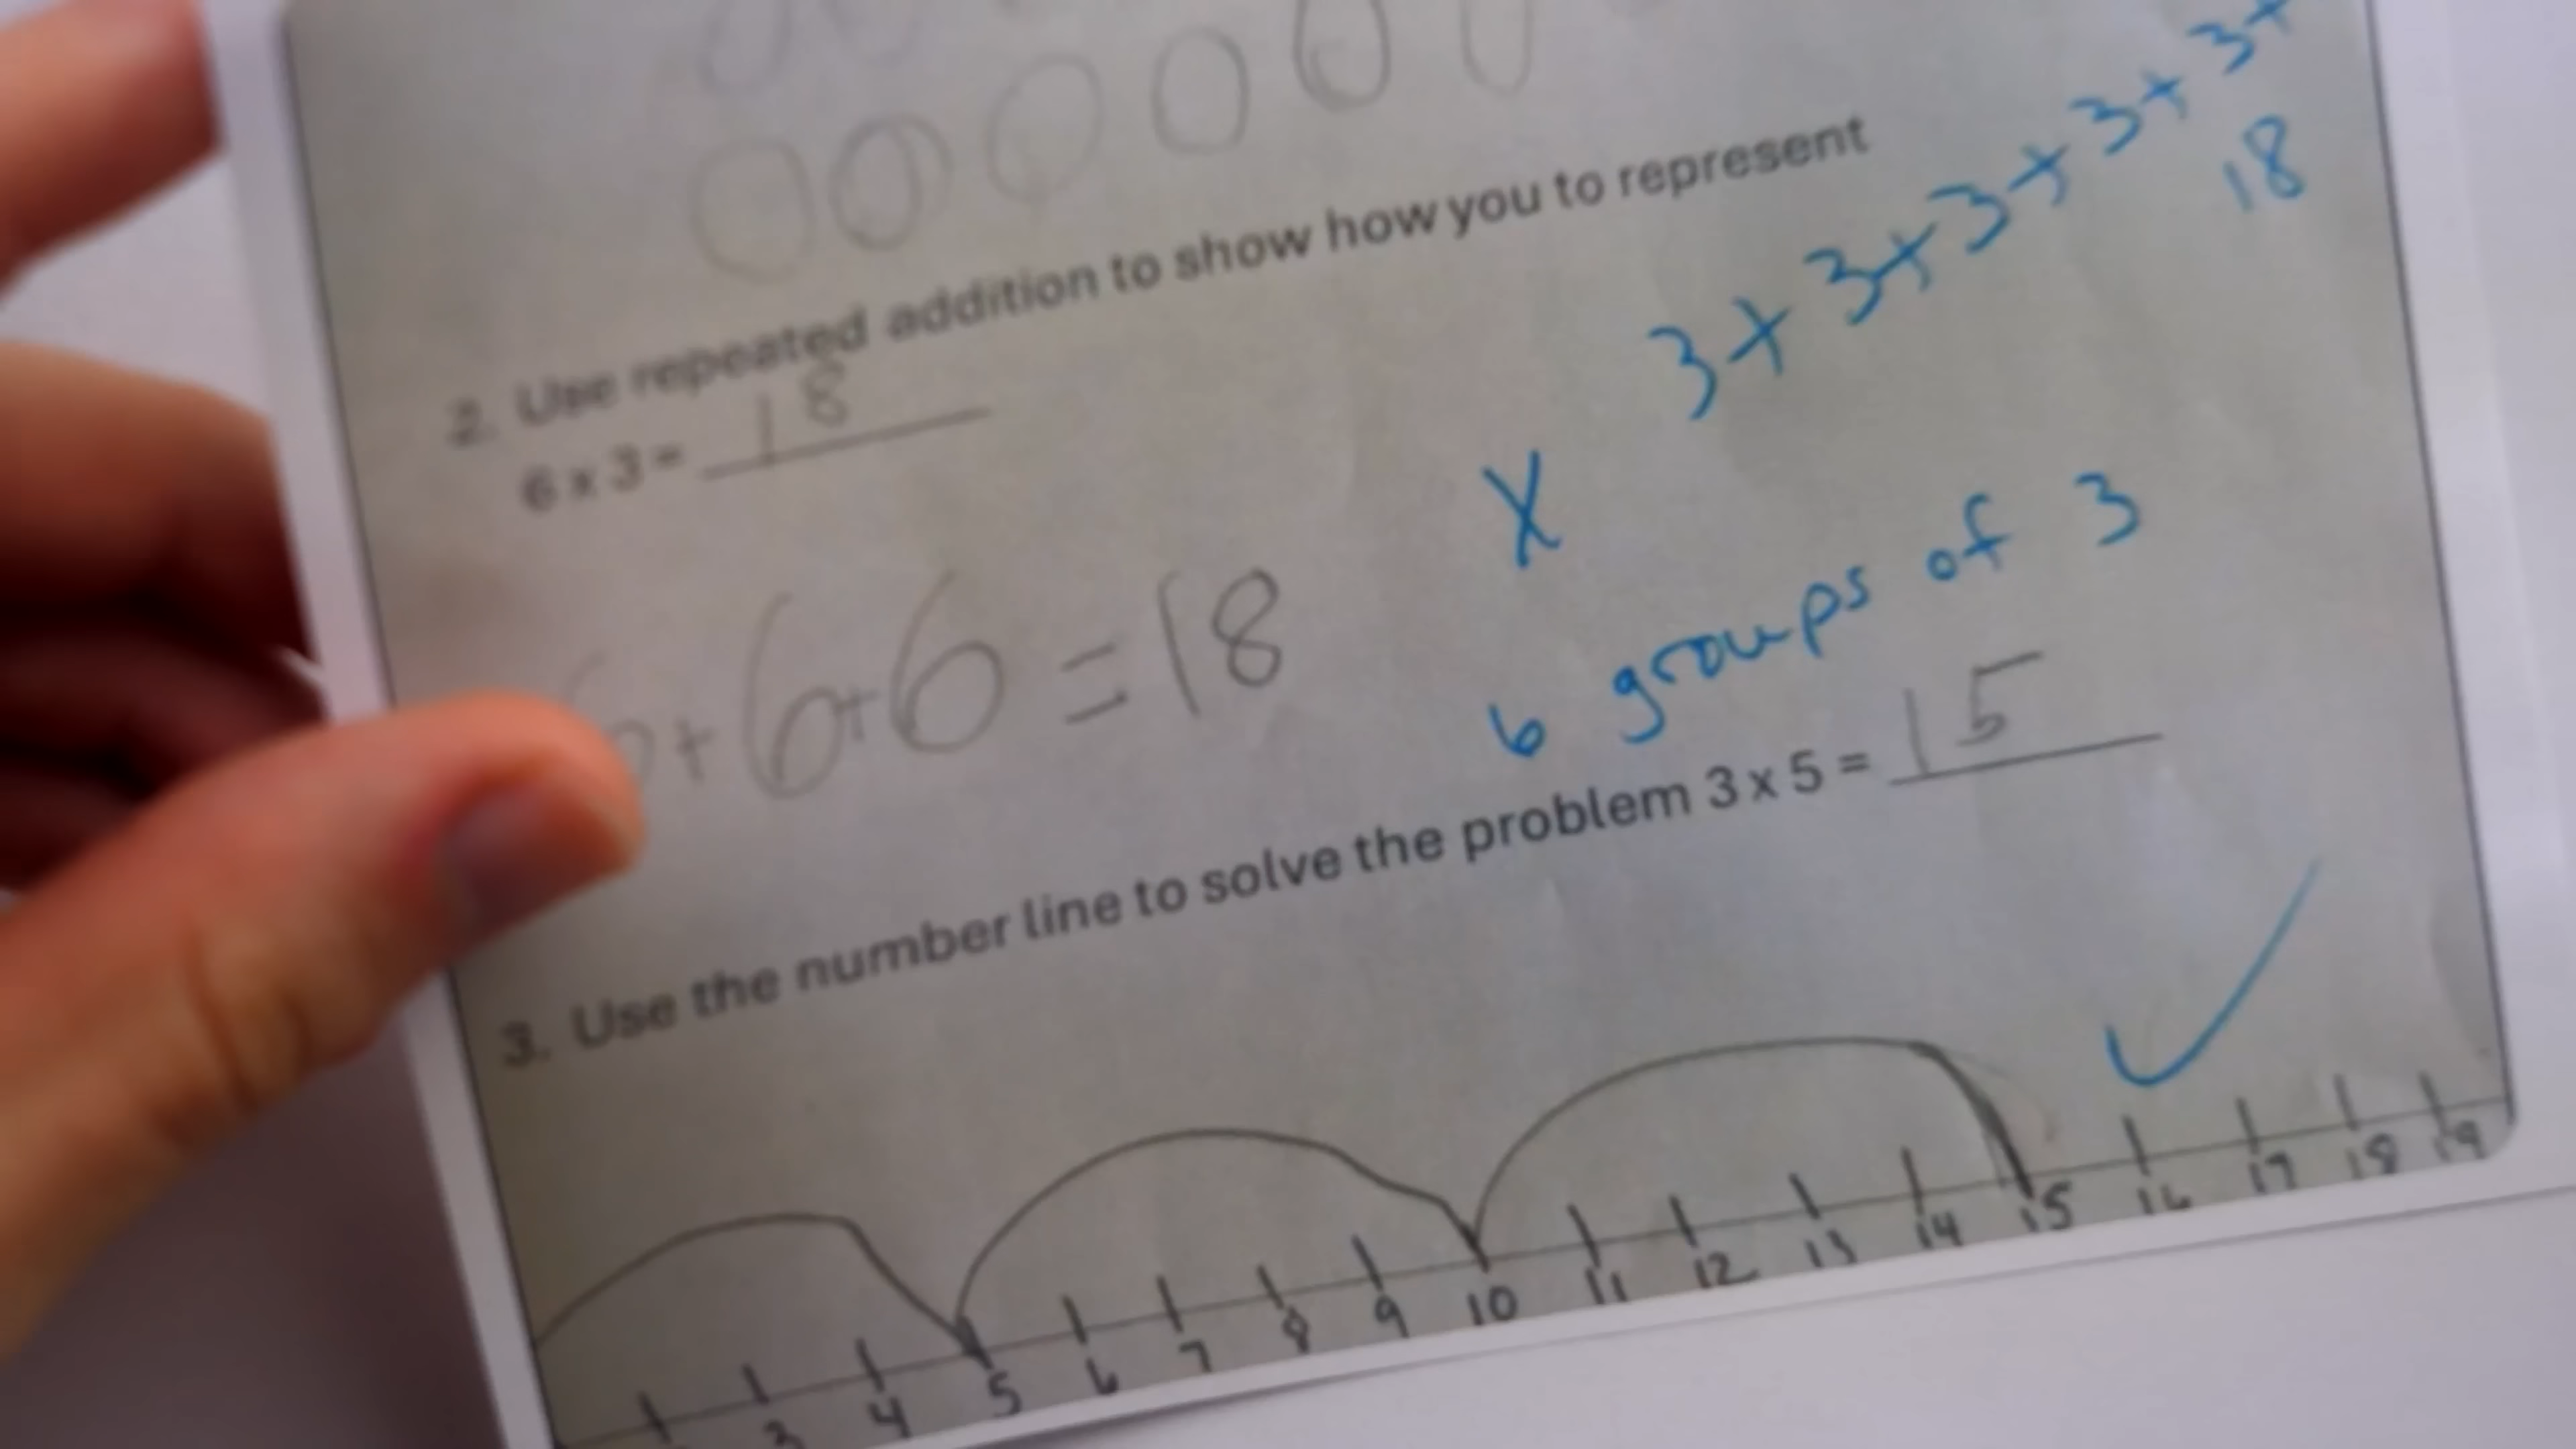 2. Use repeated addition to show how you to represent
6 x 3 = 18
3+3+3+3+3+
18
X
6+6+6=18
6 groups of 3
3. Use the number line to solve the problem 3 x 5 = 15
3 4 5 6 7 8 9 10 11 12 13 14 15 16 17 18 19